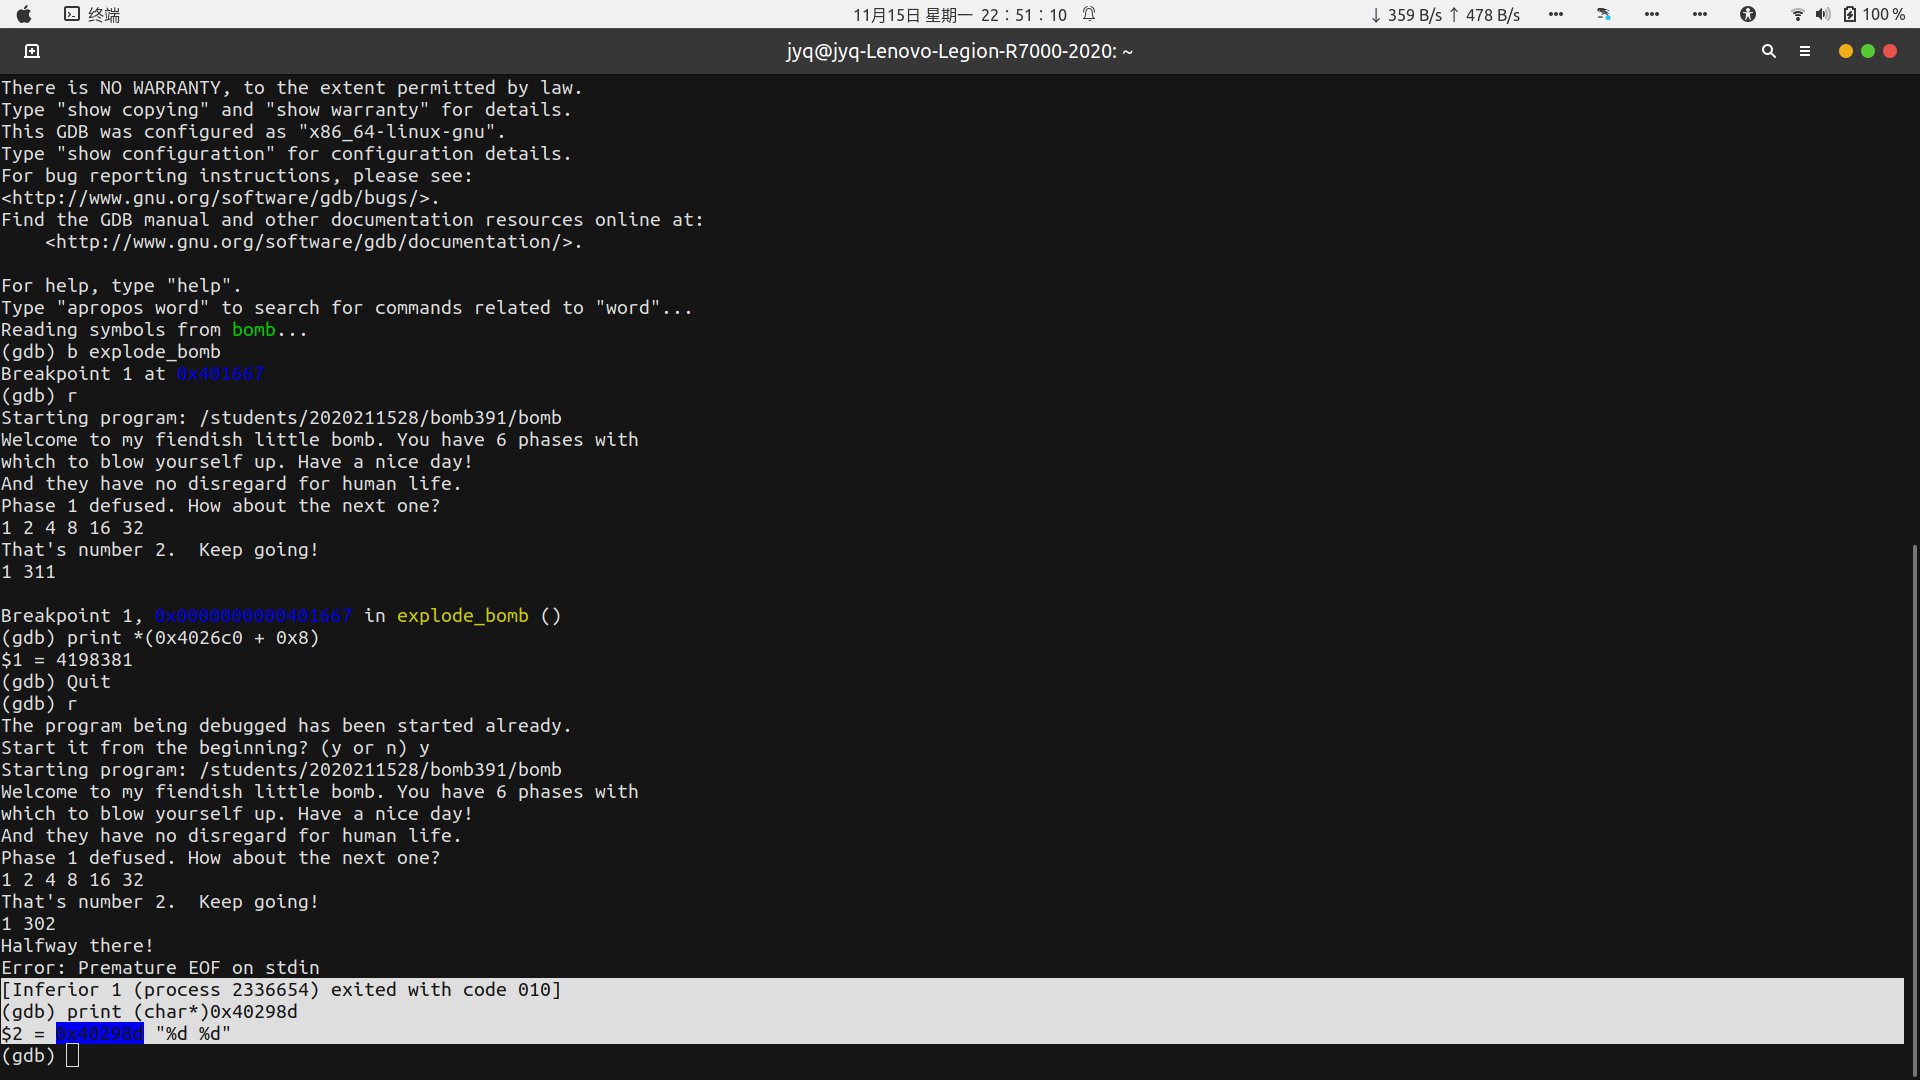 终端
11月15日 星期一 22：51：10
↓ 359 B/s ↑ 478 B/s
100 %
jyq@jyq-Lenovo-Legion-R7000-2020: ~
There is NO WARRANTY, to the extent permitted by law.
Type "show copying" and "show warranty" for details.
This GDB was configured as "x86_64-linux-gnu".
Type "show configuration" for configuration details.
For bug reporting instructions, please see:
<http://www.gnu.org/software/gdb/bugs/>.
Find the GDB manual and other documentation resources online at:
    <http://www.gnu.org/software/gdb/documentation/>.
For help, type "help".
Type "apropos word" to search for commands related to "word"...
Reading symbols from bomb...
(gdb) b explode_bomb
Breakpoint 1 at 0x401667
(gdb) r
Starting program: /students/2020211528/bomb391/bomb
Welcome to my fiendish little bomb. You have 6 phases with
which to blow yourself up. Have a nice day!
And they have no disregard for human life.
Phase 1 defused. How about the next one?
1 2 4 8 16 32
That's number 2.  Keep going!
1 311
Breakpoint 1, 0x0000000000401667 in explode_bomb ()
(gdb) print *(0x4026c0 + 0x8)
$1 = 4198381
(gdb) Quit
(gdb) r
The program being debugged has been started already.
Start it from the beginning? (y or n) y
Starting program: /students/2020211528/bomb391/bomb
Welcome to my fiendish little bomb. You have 6 phases with
which to blow yourself up. Have a nice day!
And they have no disregard for human life.
Phase 1 defused. How about the next one?
1 2 4 8 16 32
That's number 2.  Keep going!
1 302
Halfway there!
Error: Premature EOF on stdin
[Inferior 1 (process 2336654) exited with code 010]
(gdb) print (char*)0x40298d
$2 = 0x40298d "%d %d"
(gdb)